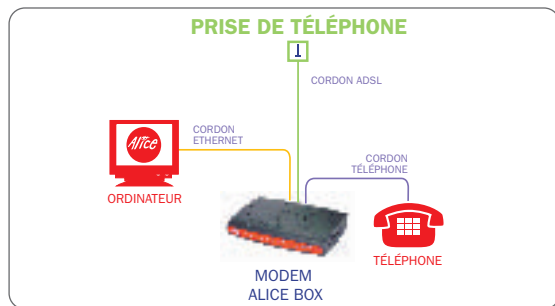 PRISE DE TÉLÉPHONE
CORDON ADSL
CORDON
ETHERNET
Alice
ORDINATEUR
CORDON
TÉLÉPHONE
TÉLÉPHONE
MODEM
ALICE BOX